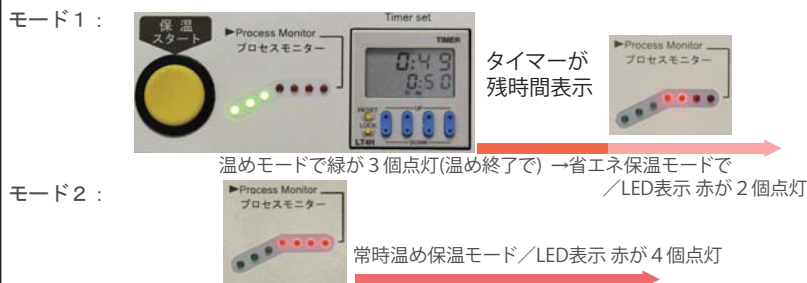 モード1：
保温
スタート
▶Process Monitor
プロセスモニター
Timer set
TIMER
0:49
0:50
RESET
LOCK
UP
DOWN
LT4H
タイマーが
残時間表示
▶Process Monitor
プロセスモニター
温めモードで緑が3個点灯(温め終了で) →省エネ保温モードで
／LED表示 赤が2個点灯
モード2：
▶Process Monitor
プロセスモニター
常時温め保温モード／LED表示 赤が4個点灯